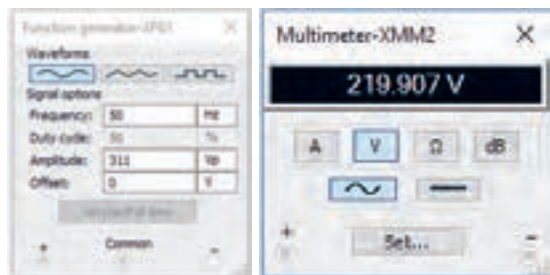 Function generator-XFG1
Waveforms
Signal options
Frequency: 50 Hz
Duty cycle: 50 %
Amplitude: 311 Vp
Offset: 0 V
+ Common -
Multimeter-XMM2
219.907 V
A V Ω dB
+ Set... -